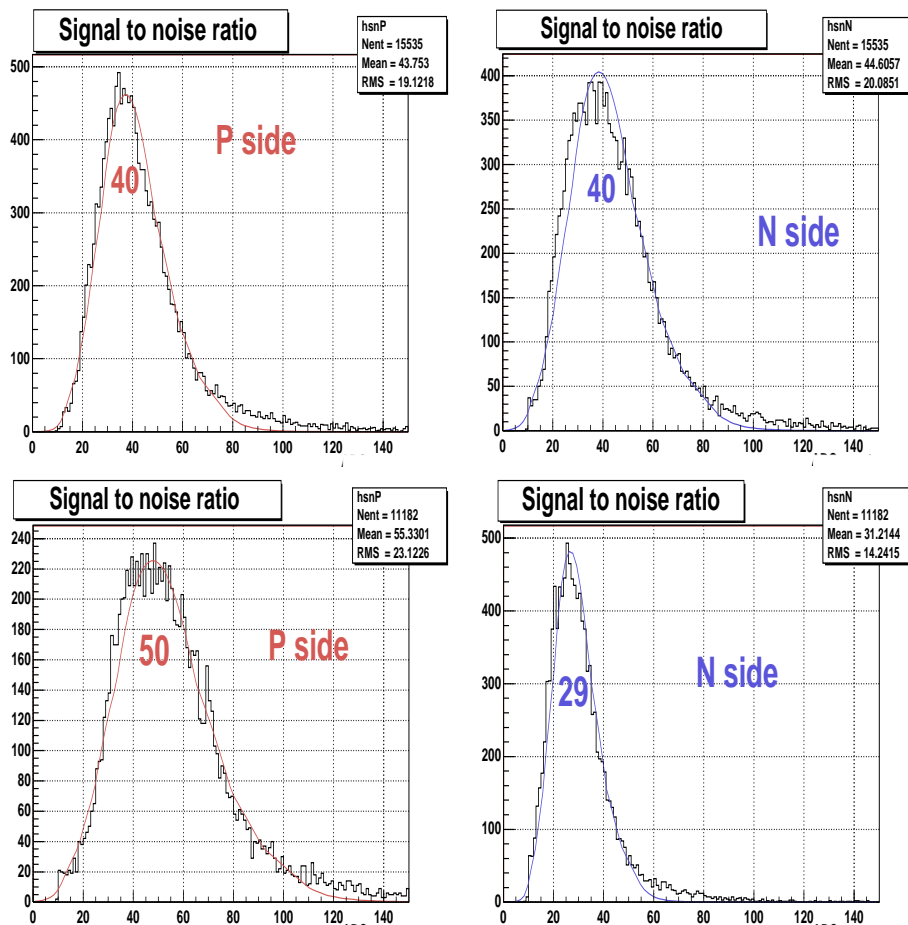 Signal to noise ratio
hsnP
Nent = 15535
Mean = 43.753
RMS = 19.1218
P side
40
500
400
300
200
100
0
0 20 40 60 80 100 120 140
Signal to noise ratio
hsnN
Nent = 15535
Mean = 44.6057
RMS = 20.0851
N side
40
400
350
300
250
200
150
100
50
0
0 20 40 60 80 100 120 140
Signal to noise ratio
hsnP
Nent = 11182
Mean = 55.3301
RMS = 23.1226
P side
50
240
220
200
180
160
140
120
100
80
60
40
20
0
0 20 40 60 80 100 120 140
Signal to noise ratio
hsnN
Nent = 11182
Mean = 31.2144
RMS = 14.2415
N side
29
500
400
300
200
100
0
0 20 40 60 80 100 120 140